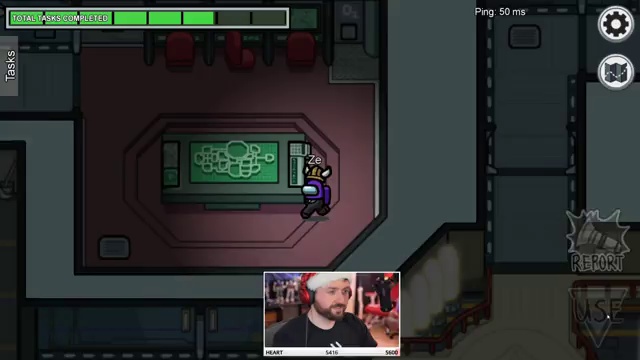 TOTAL TASKS COMPLETED
Ping: 50 ms
Tasks
Ze
REPORT
USE
HEART 5416 5600